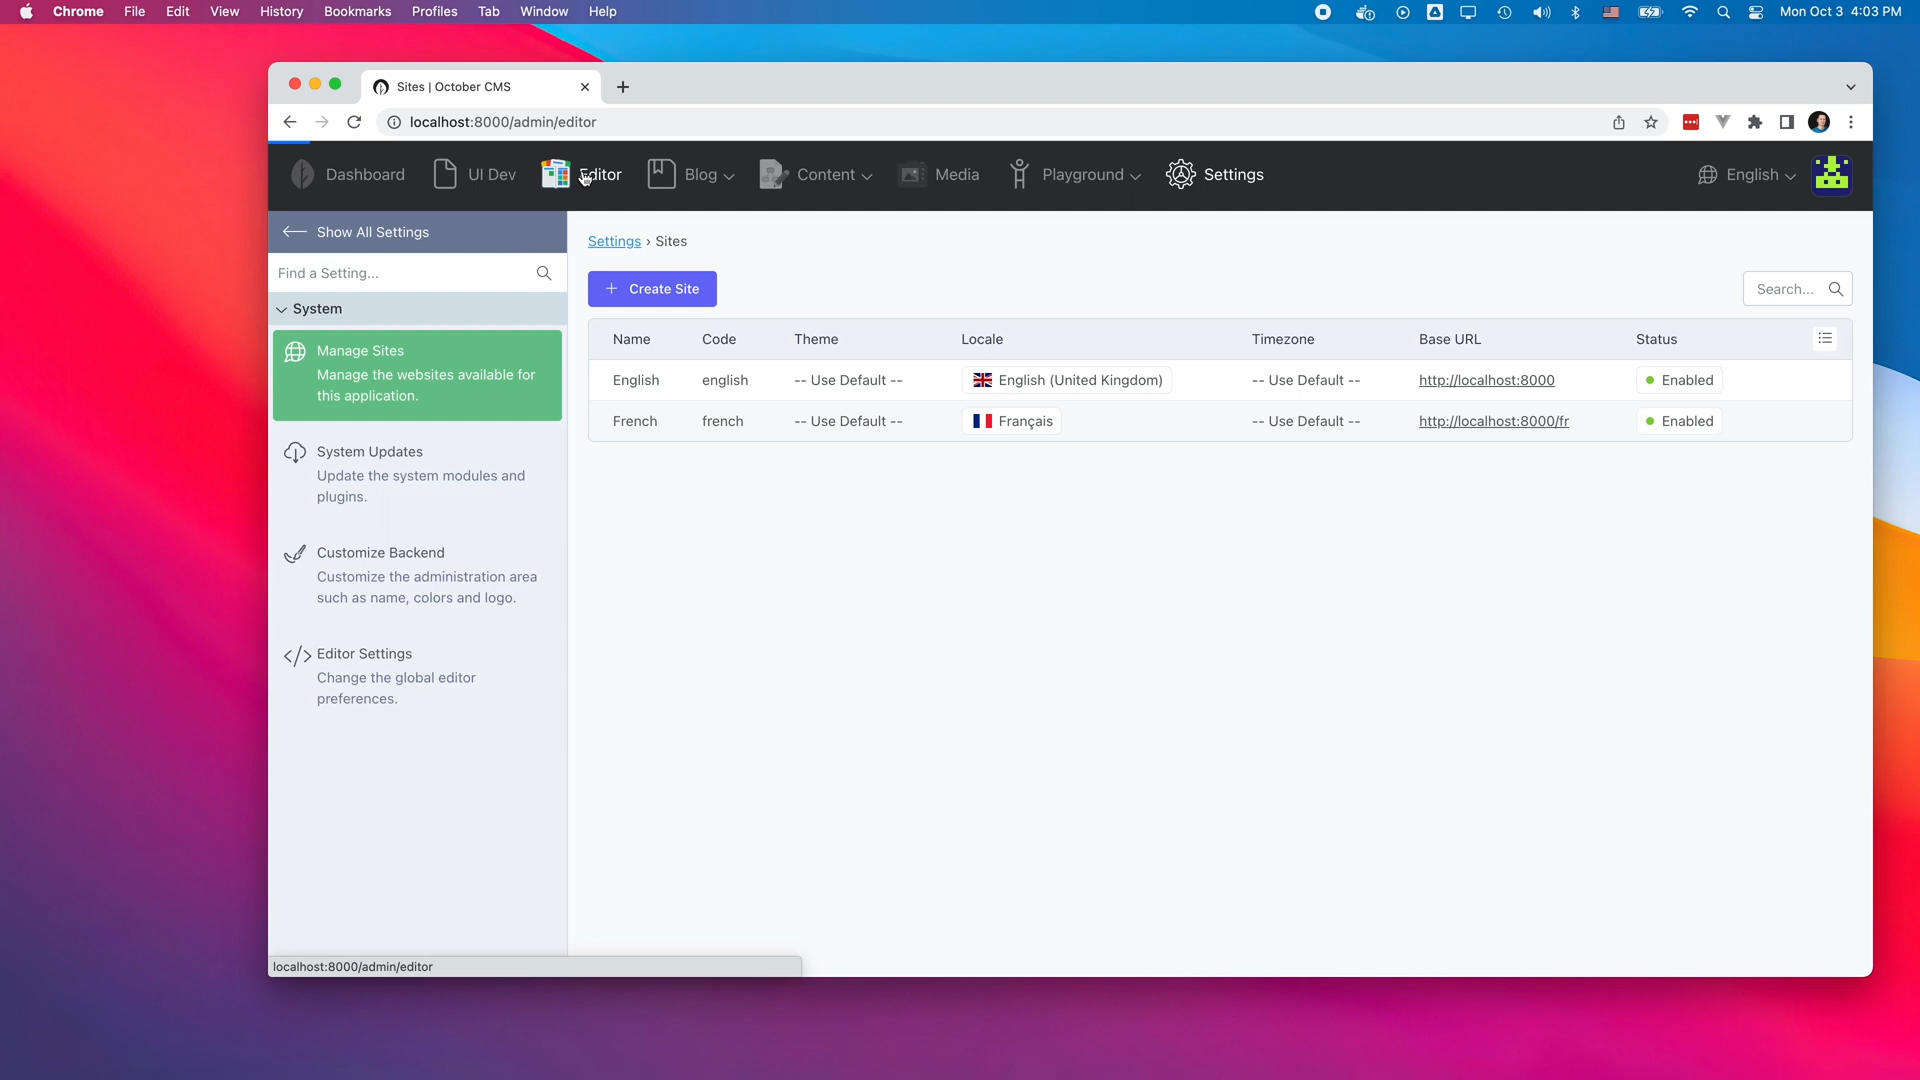 Chrome File Edit View History Bookmarks Profiles Tab Window Help Mon Oct 3 4:03 PM
Sites | October CMS
localhost:8000/admin/editor
Dashboard UI Dev Editor Blog Content Media Playground Settings English
Show All Settings
Settings › Sites
Find a Setting...
Create Site Search...
System
Name Code Theme Locale Timezone Base URL Status
English english -- Use Default -- English (United Kingdom) -- Use Default -- http://localhost:8000 Enabled
French french -- Use Default -- Français -- Use Default -- http://localhost:8000/fr Enabled
Manage Sites
Manage the websites available for
this application.
System Updates
Update the system modules and
plugins.
Customize Backend
Customize the administration area
such as name, colors and logo.
Editor Settings
Change the global editor
preferences.
localhost:8000/admin/editor